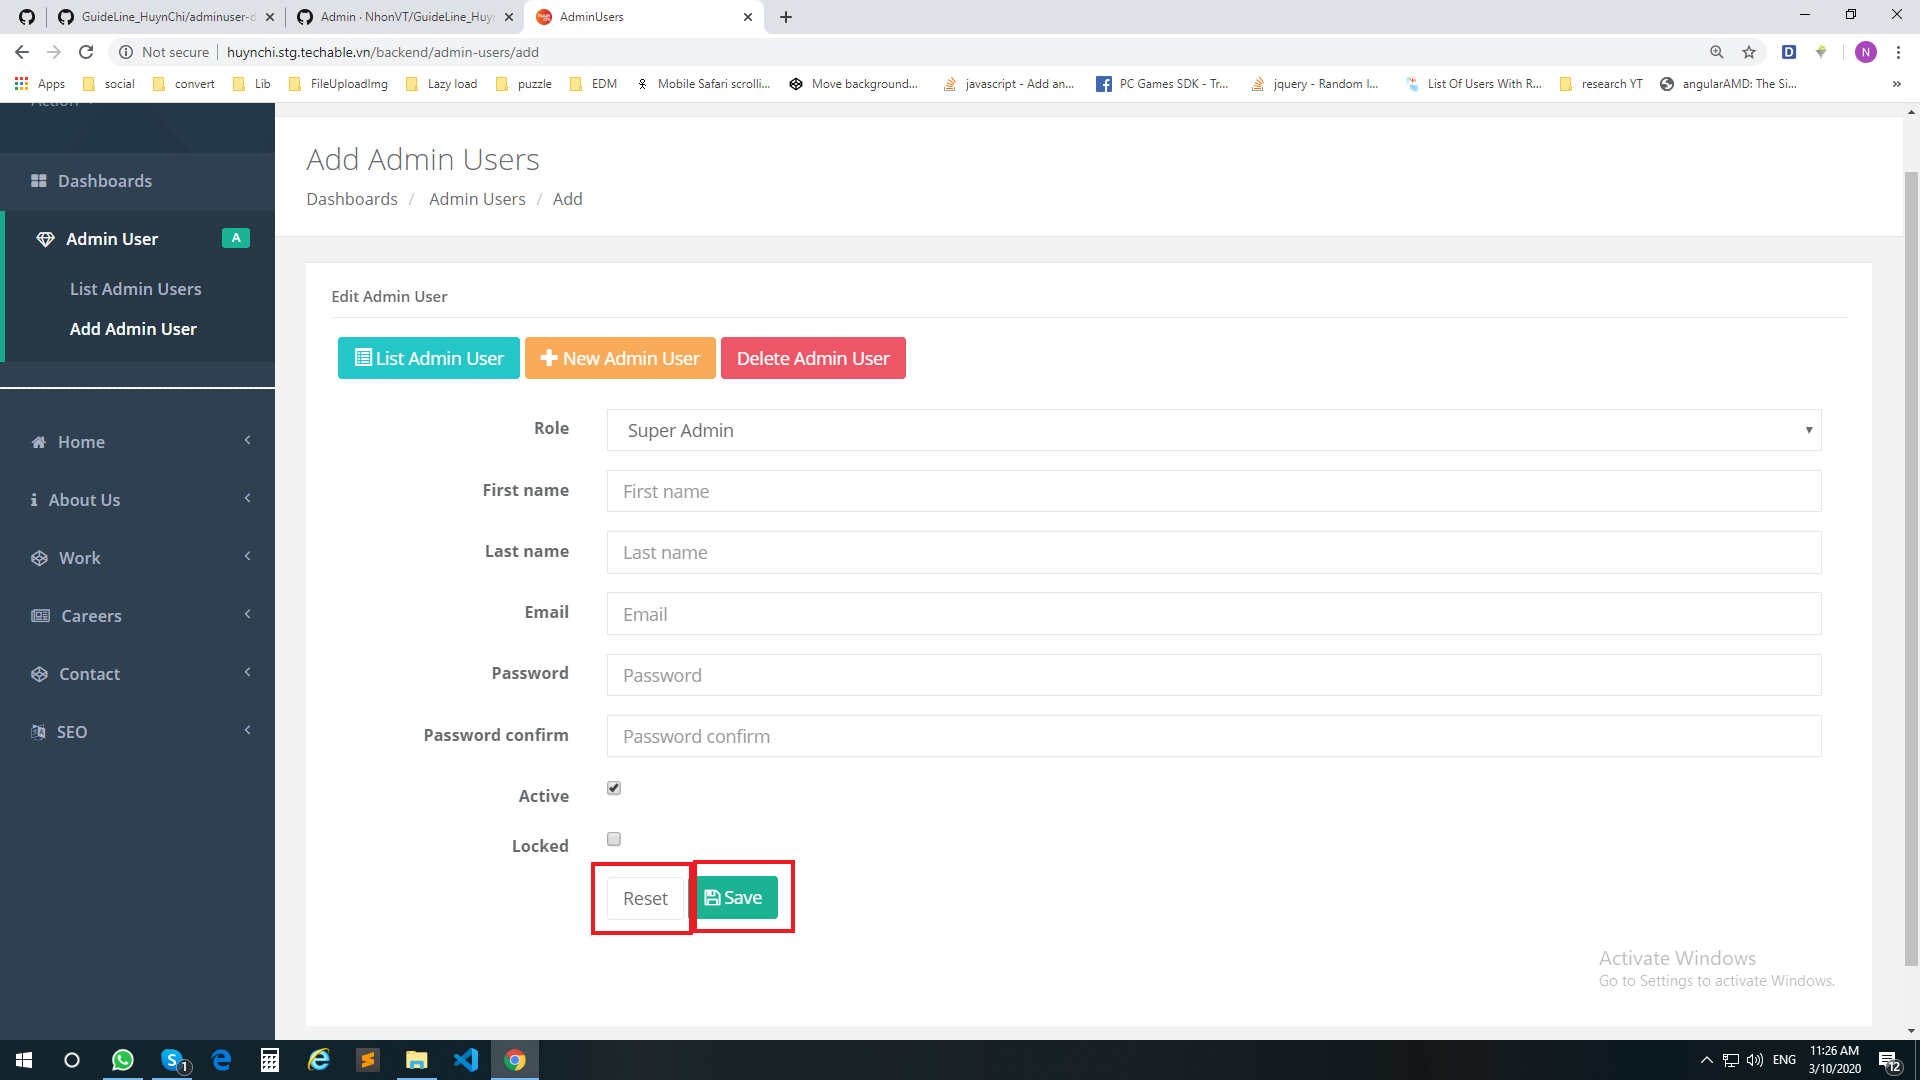 GuideLine_HuynChi/adminuser-d
Admin · NhonVT/GuideLine_Huyn
AdminUsers
Not secure
huynchi.stg.techable.vn/backend/admin-users/add
D
N
Apps
social
convert
Lib
FileUploadImg
Lazy load
puzzle
EDM
Mobile Safari scrolli...
Move background...
javascript - Add an...
PC Games SDK - Tr...
jquery - Random I...
List Of Users With R...
research YT
angularAMD: The Si...
»
Action
Dashboards
Admin User
A
List Admin Users
Add Admin User
Home
About Us
Work
Careers
Contact
SEO
Add Admin Users
Dashboards / Admin Users / Add
Edit Admin User
List Admin User
New Admin User
Delete Admin User
Role
Super Admin
First name
First name
Last name
Last name
Email
Email
Password
Password
Password confirm
Password confirm
Active
Locked
Reset
Save
Activate Windows
Go to Settings to activate Windows.
1
ENG
11:26 AM
3/10/2020
12